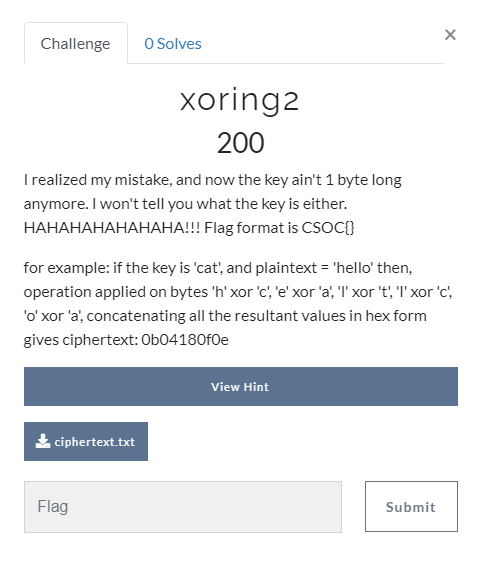 Challenge
0 Solves
×
xoring2
200
I realized my mistake, and now the key ain't 1 byte long
anymore. I won't tell you what the key is either.
HAHAHAHAHAHAHA!!! Flag format is CSOC{}
for example: if the key is 'cat', and plaintext = 'hello' then,
operation applied on bytes 'h' xor 'c', 'e' xor 'a', 'l' xor 't', 'l' xor 'c',
'o' xor 'a', concatenating all the resultant values in hex form
gives ciphertext: 0b04180f0e
View Hint
ciphertext.txt
Flag
Submit